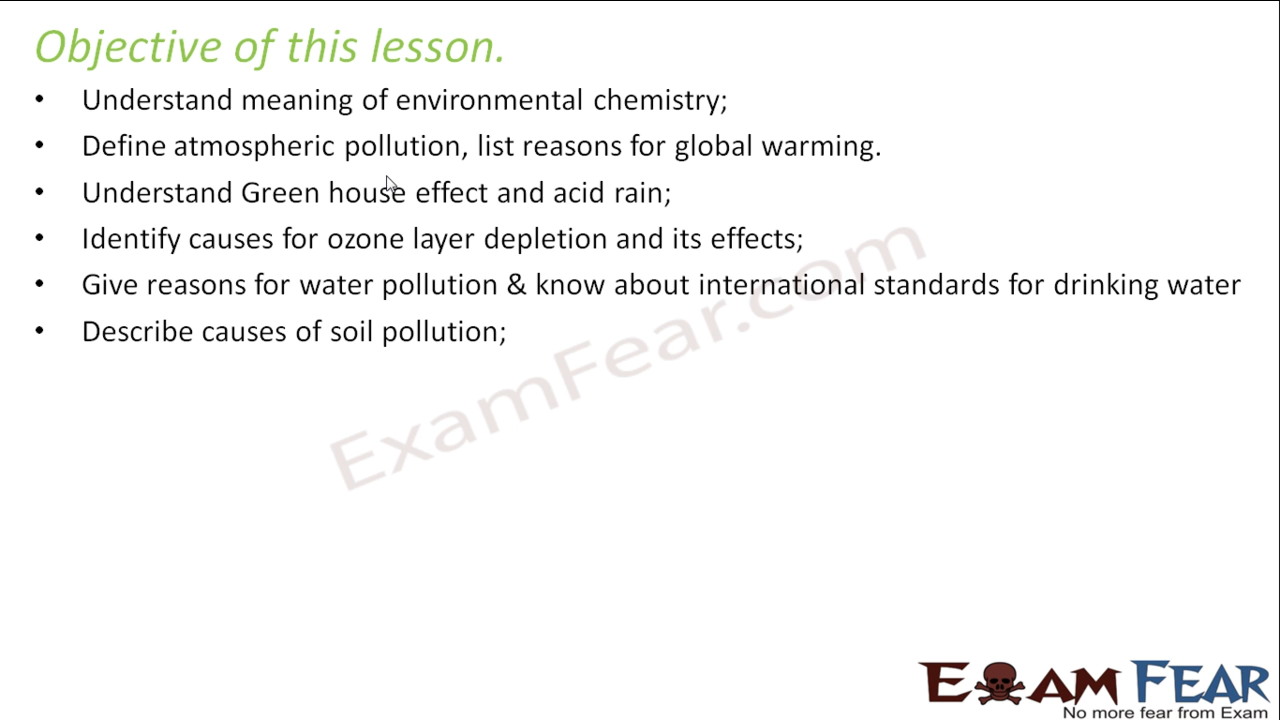 Objective of this lesson.
• Understand meaning of environmental chemistry;
• Define atmospheric pollution, list reasons for global warming.
• Understand Green house effect and acid rain;
• Identify causes for ozone layer depletion and its effects;
• Give reasons for water pollution & know about international standards for drinking water
• Describe causes of soil pollution;
ExamFear.com
EXAM FEAR
No more fear from Exam